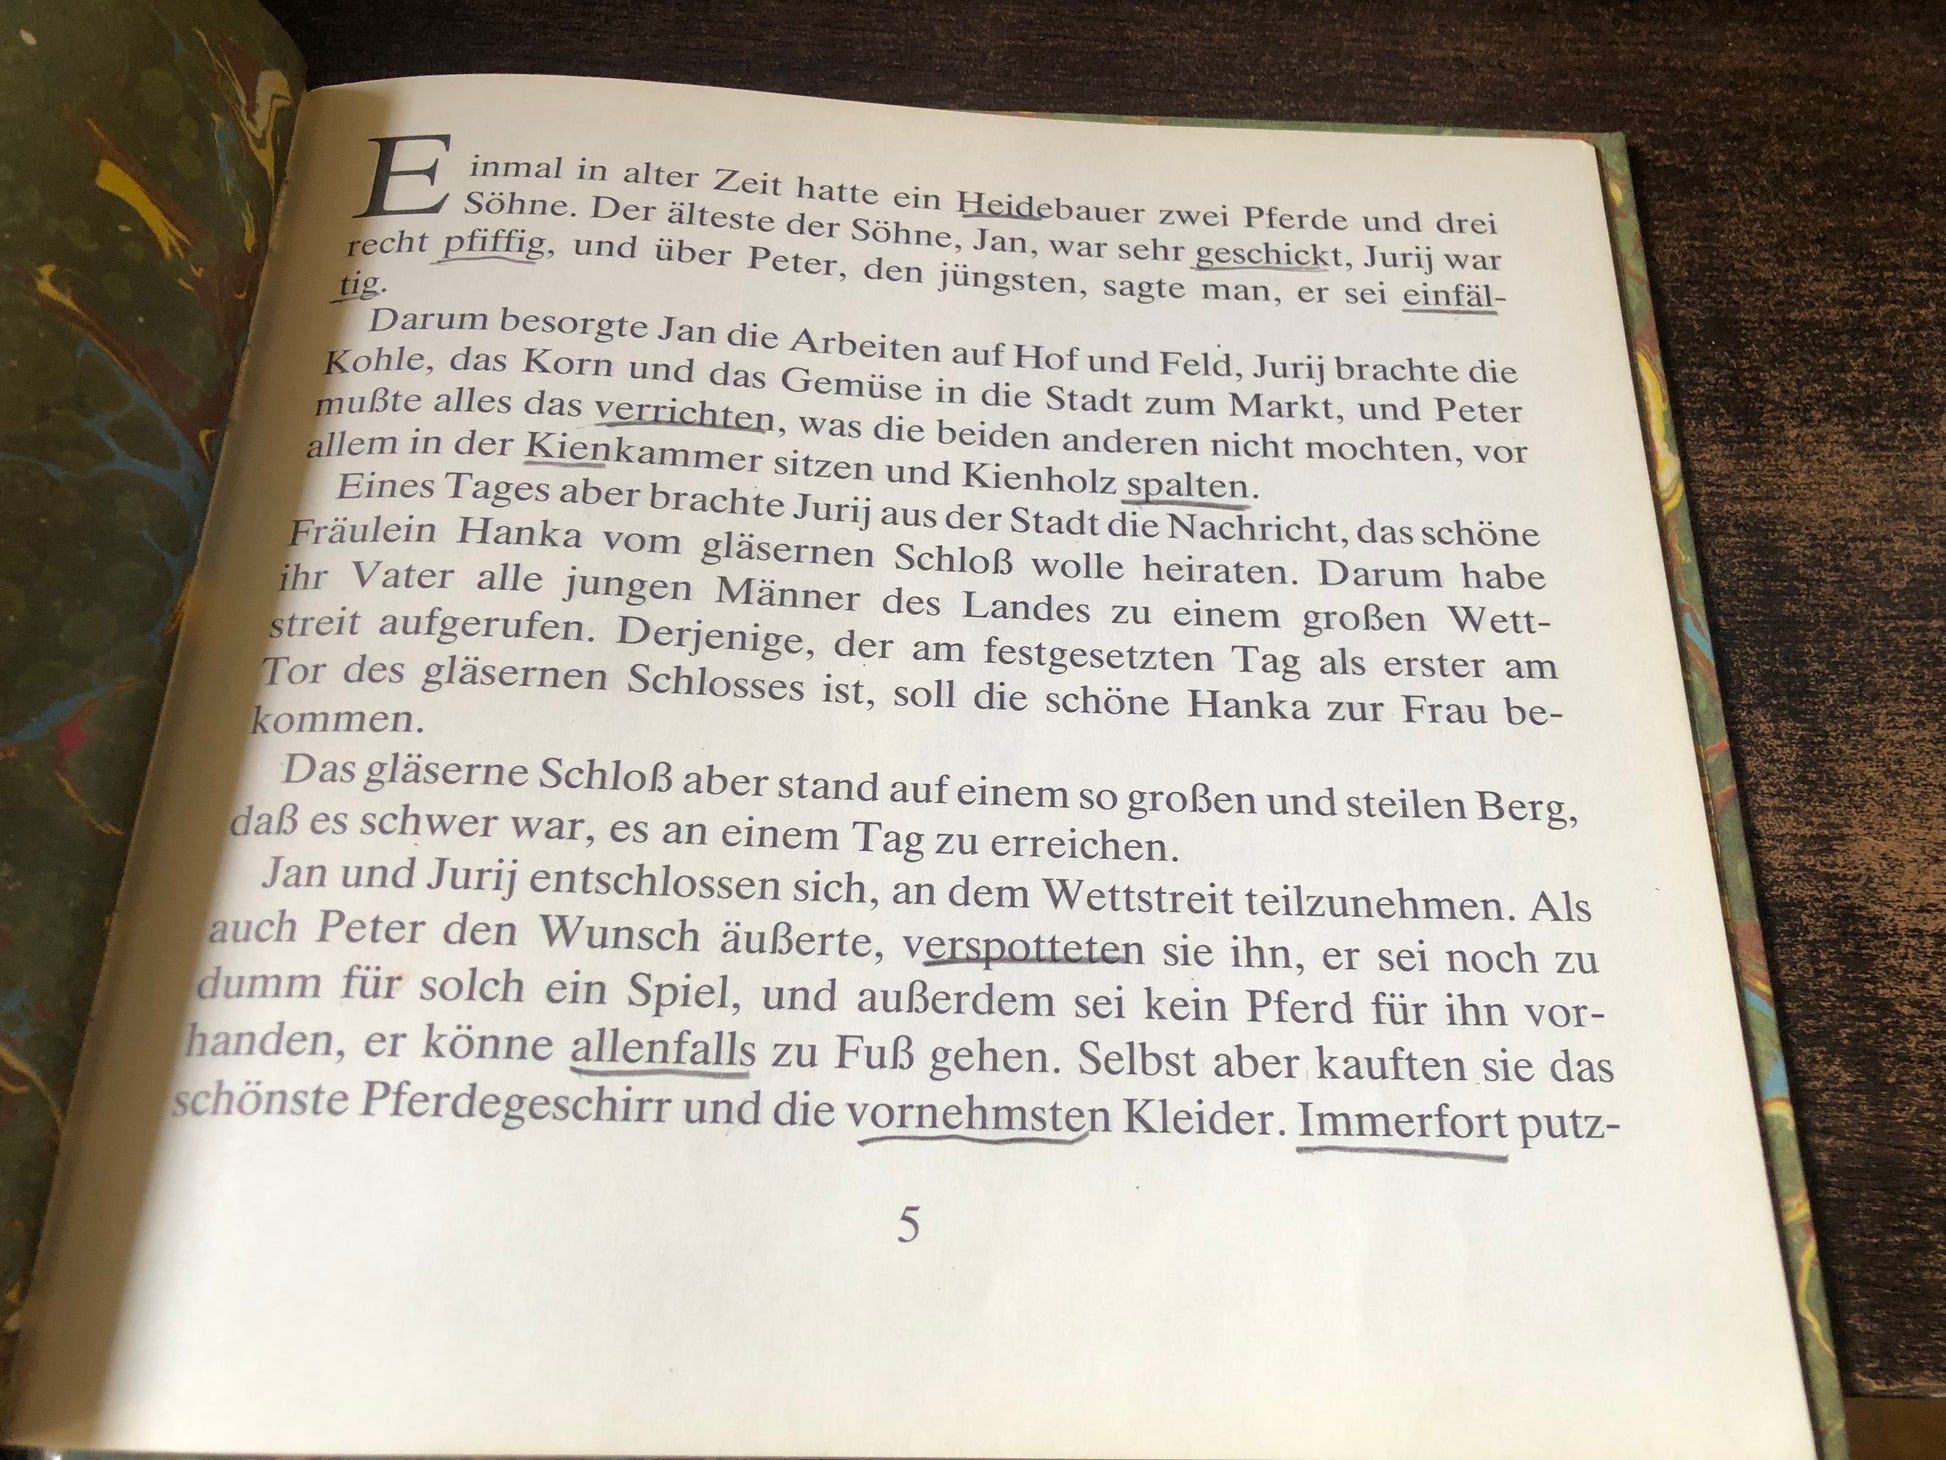 Einmal in alter Zeit hatte ein Heidebauer zwei Pferde und drei
Söhne. Der älteste der Söhne, Jan, war sehr geschickt, Jurij war
recht pfiffig, und über Peter, den jüngsten, sagte man, er sei einfäl-
tig.
Darum besorgte Jan die Arbeiten auf Hof und Feld, Jurij brachte die
Kohle, das Korn und das Gemüse in die Stadt zum Markt, und Peter
mußte alles das verrichten, was die beiden anderen nicht mochten, vor
allem in der Kienkammer sitzen und Kienholz spalten.
Eines Tages aber brachte Jurij aus der Stadt die Nachricht, das schöne
Fräulein Hanka vom gläsernen Schloß wolle heiraten. Darum habe
ihr Vater alle jungen Männer des Landes zu einem großen Wett-
streit aufgerufen. Derjenige, der am festgesetzten Tag als erster am
Tor des gläsernen Schlosses ist, soll die schöne Hanka zur Frau be-
kommen.
Das gläserne Schloß aber stand auf einem so großen und steilen Berg,
daß es schwer war, es an einem Tag zu erreichen.
Jan und Jurij entschlossen sich, an dem Wettstreit teilzunehmen. Als
auch Peter den Wunsch äußerte, verspotteten sie ihn, er sei noch zu
dumm für solch ein Spiel, und außerdem sei kein Pferd für ihn vor-
handen, er könne allenfalls zu Fuß gehen. Selbst aber kauften sie das
schönste Pferdegeschirr und die vornehmsten Kleider. Immerfort putz-
5